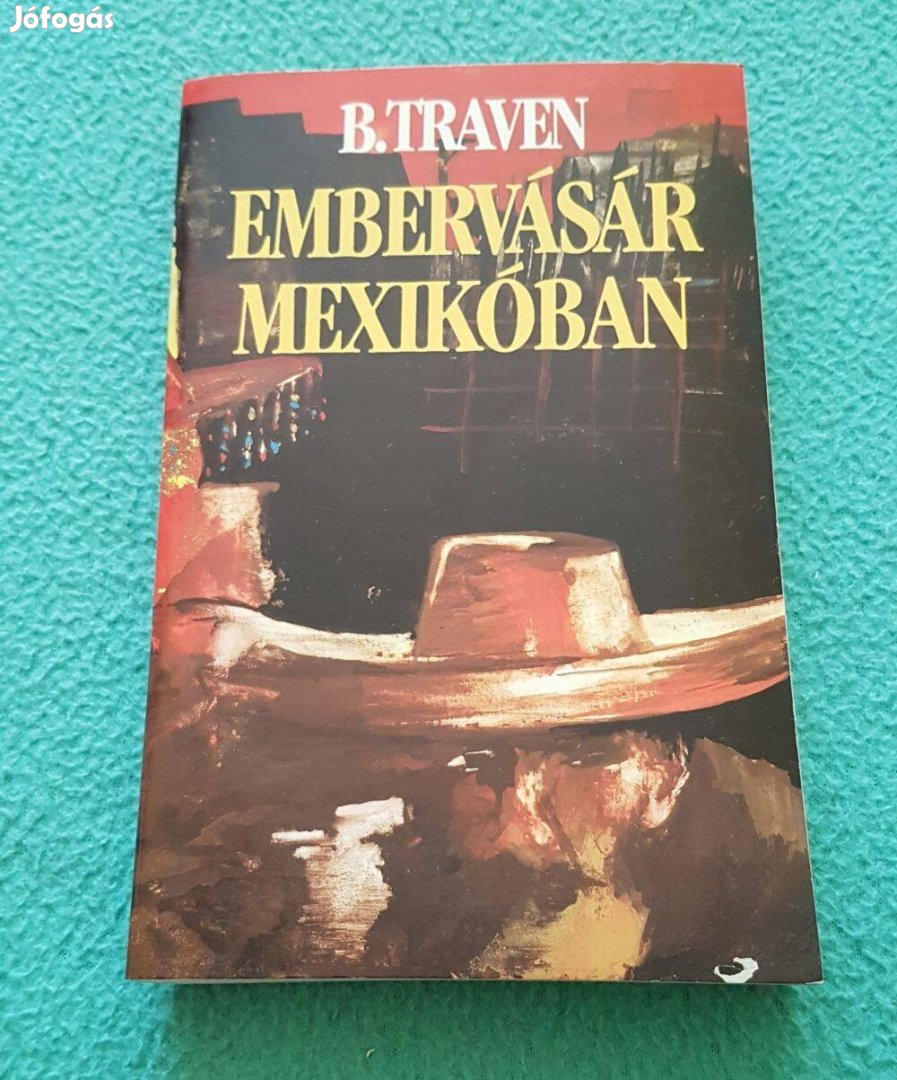 Jófogás
B. TRAVEN
EMBERVÁSÁR
MEXIKÓBAN